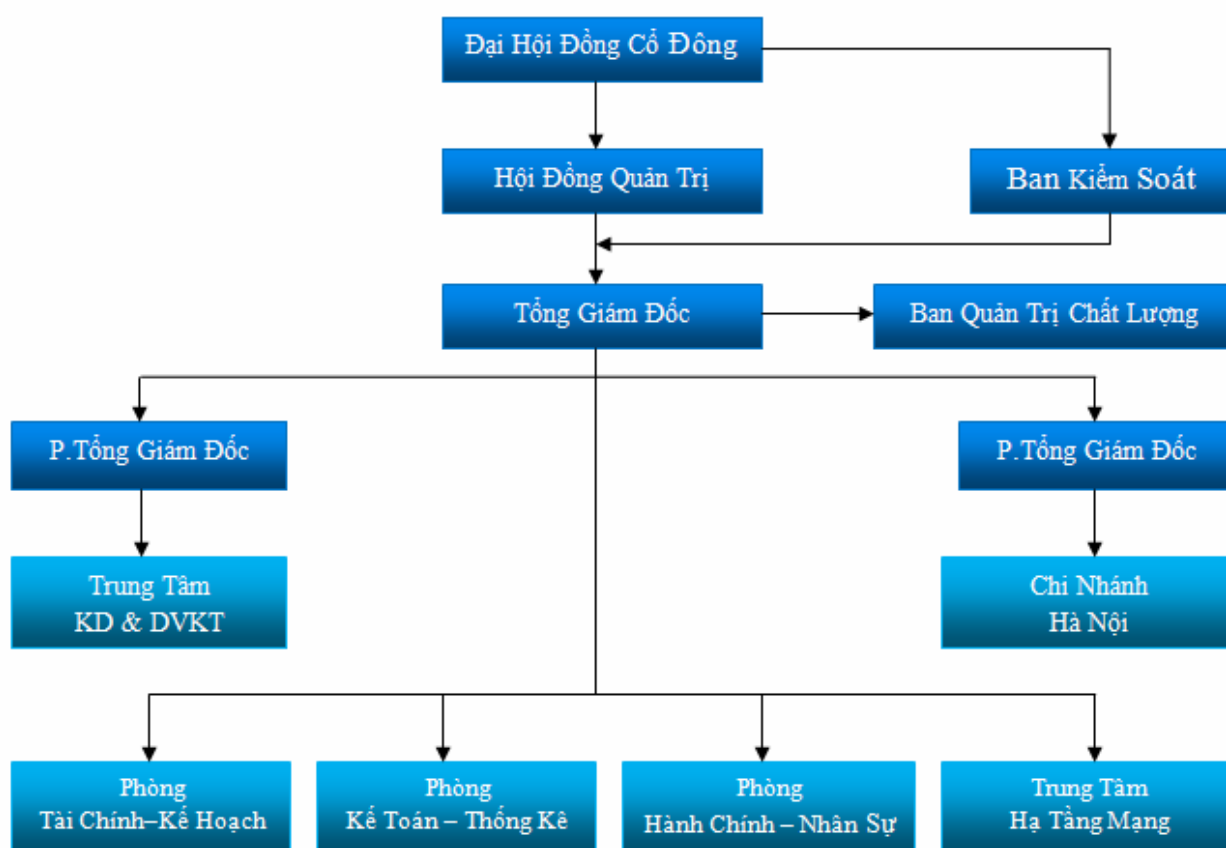 Đại Hội Đồng Cổ Đông
Hội Đồng Quản Trị
Ban Kiểm Soát
Tổng Giám Đốc
Ban Quản Trị Chất Lượng
P.Tổng Giám Đốc
P.Tổng Giám Đốc
Trung Tâm
KD & DVKT
Chi Nhánh
Hà Nội
Phòng
Tài Chính–Kế Hoạch
Phòng
Kế Toán – Thống Kê
Phòng
Hành Chính – Nhân Sự
Trung Tâm
Hạ Tầng Mạng